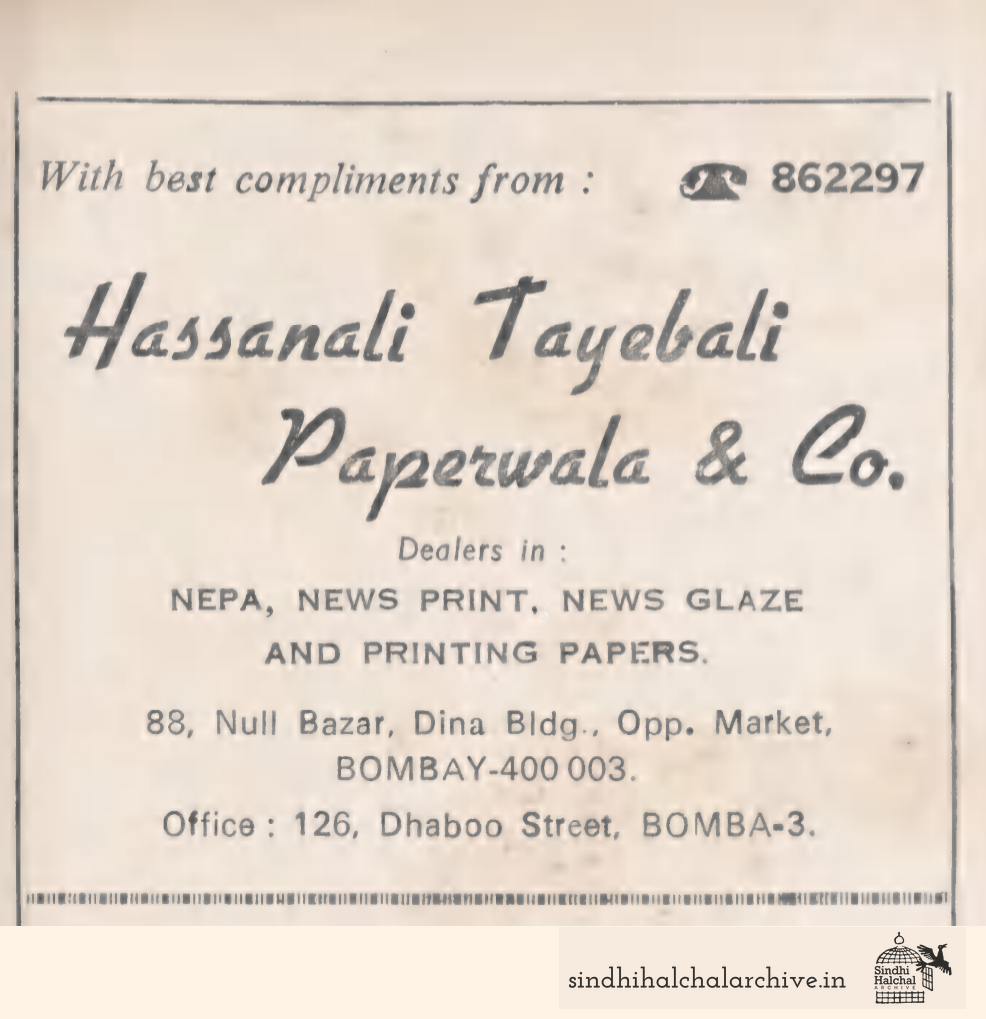 With best compliments from : 862297
Hassanali Tayebali
Paperwala & Co.
Dealers in :
NEPA, NEWS PRINT, NEWS GLAZE
AND PRINTING PAPERS.
88, Null Bazar, Dina Bldg., Opp. Market,
BOMBAY-400 003.
Office : 126, Dhaboo Street, BOMBA-3.
sindhihalchalarchive.in
Sindhi
Halchal
ARCHIVE